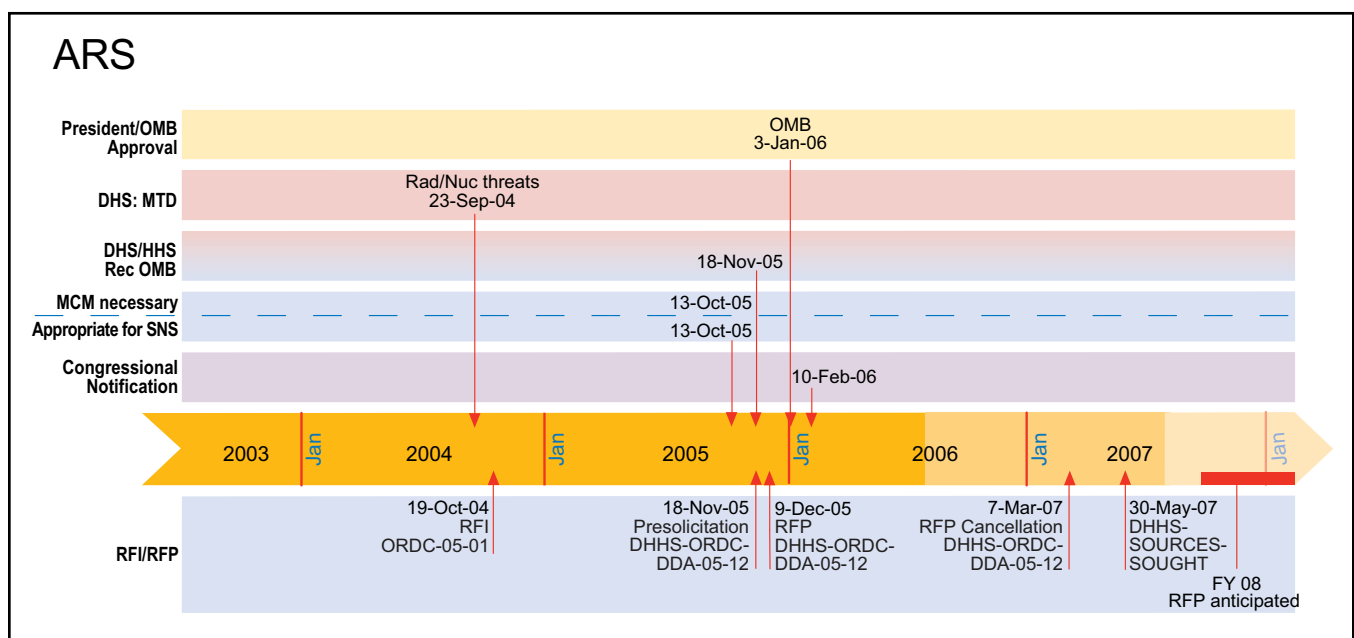 ARS
President/OMB
Approval
OMB
3-Jan-06
DHS: MTD
Rad/Nuc threats
23-Sep-04
DHS/HHS
Rec OMB
18-Nov-05
MCM necessary
13-Oct-05
Appropriate for SNS
13-Oct-05
Congressional
Notification
10-Feb-06
2003
Jan
2004
Jan
2005
Jan
2006
Jan
2007
Jan
RFI/RFP
19-Oct-04
RFI
ORDC-05-01
18-Nov-05
Presolicitation
DHHS-ORDC-
DDA-05-12
9-Dec-05
RFP
DHHS-ORDC-
DDA-05-12
7-Mar-07
RFP Cancellation
DHHS-ORDC-
DDA-05-12
30-May-07
DHHS-
SOURCES-
SOUGHT
FY 08
RFP anticipated